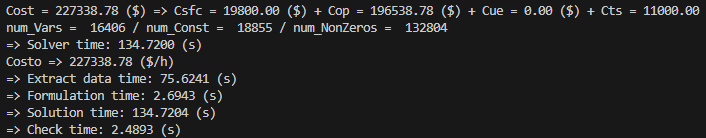 Cost = 227338.78 ($) => Csfc = 19800.00 ($) + Cop = 196538.78 ($) + Cue = 0.00 ($) + Cts = 11000.00
num_Vars =  16406 / num_Const =  18855 / num_NonZeros =  132804
=> Solver time: 134.7200 (s)
Costo => 227338.78 ($/h)
=> Extract data time: 75.6241 (s)
=> Formulation time: 2.6943 (s)
=> Solution time: 134.7204 (s)
=> Check time: 2.4893 (s)